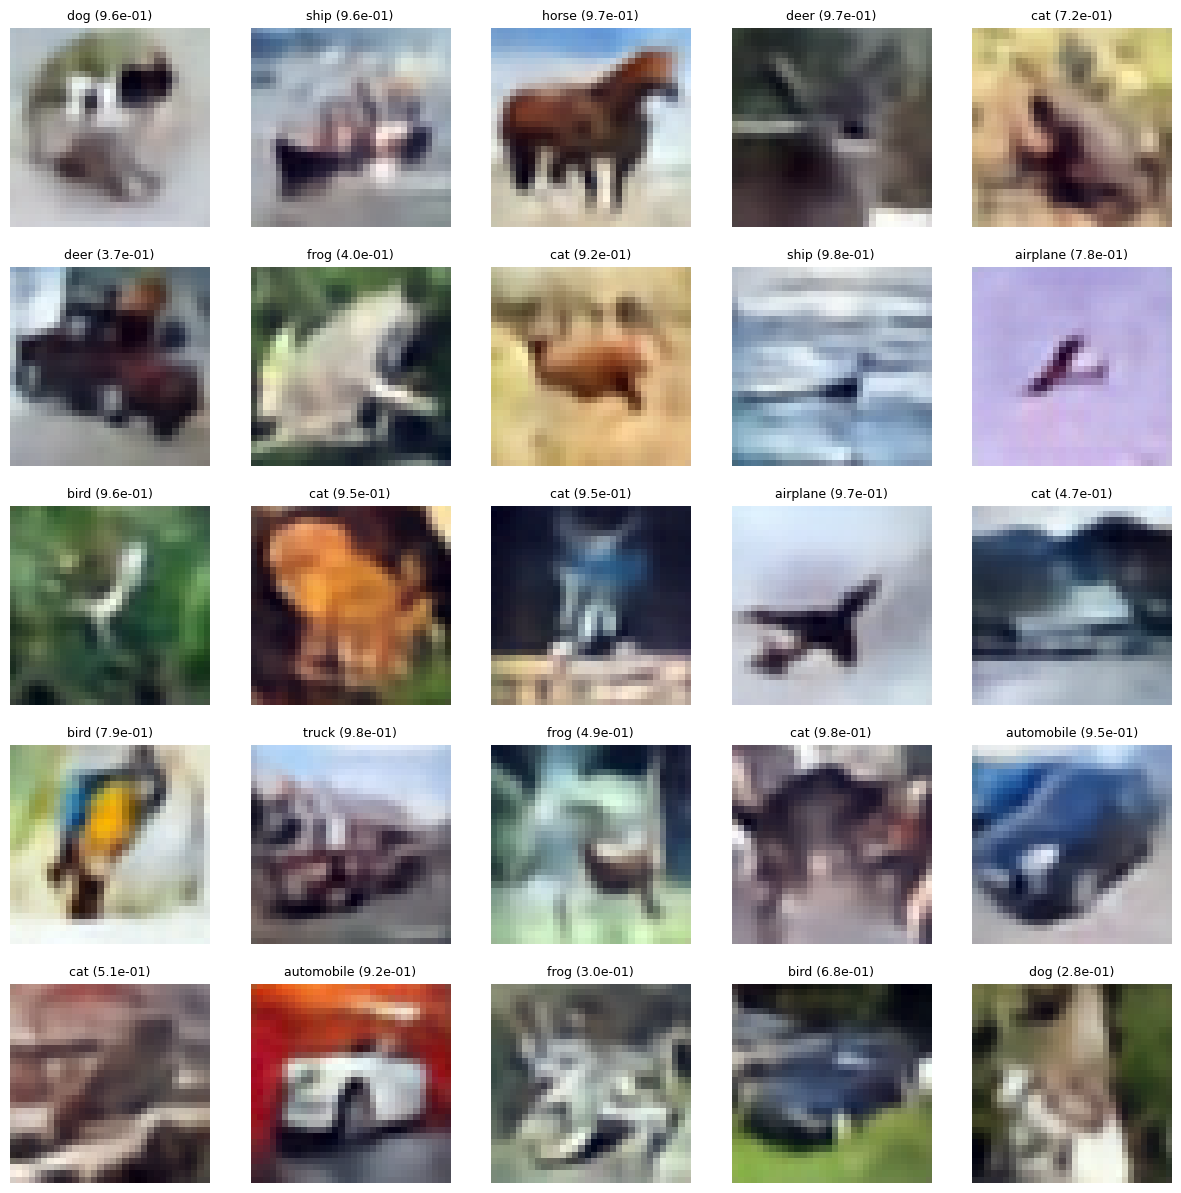 dog (9.6e-01) ship (9.6e-01) horse (9.7e-01) deer (9.7e-01) cat (7.2e-01)
deer (3.7e-01) frog (4.0e-01) cat (9.2e-01) ship (9.8e-01) airplane (7.8e-01)
bird (9.6e-01) cat (9.5e-01) cat (9.5e-01) airplane (9.7e-01) cat (4.7e-01)
bird (7.9e-01) truck (9.8e-01) frog (4.9e-01) cat (9.8e-01) automobile (9.5e-01)
cat (5.1e-01) automobile (9.2e-01) frog (3.0e-01) bird (6.8e-01) dog (2.8e-01)